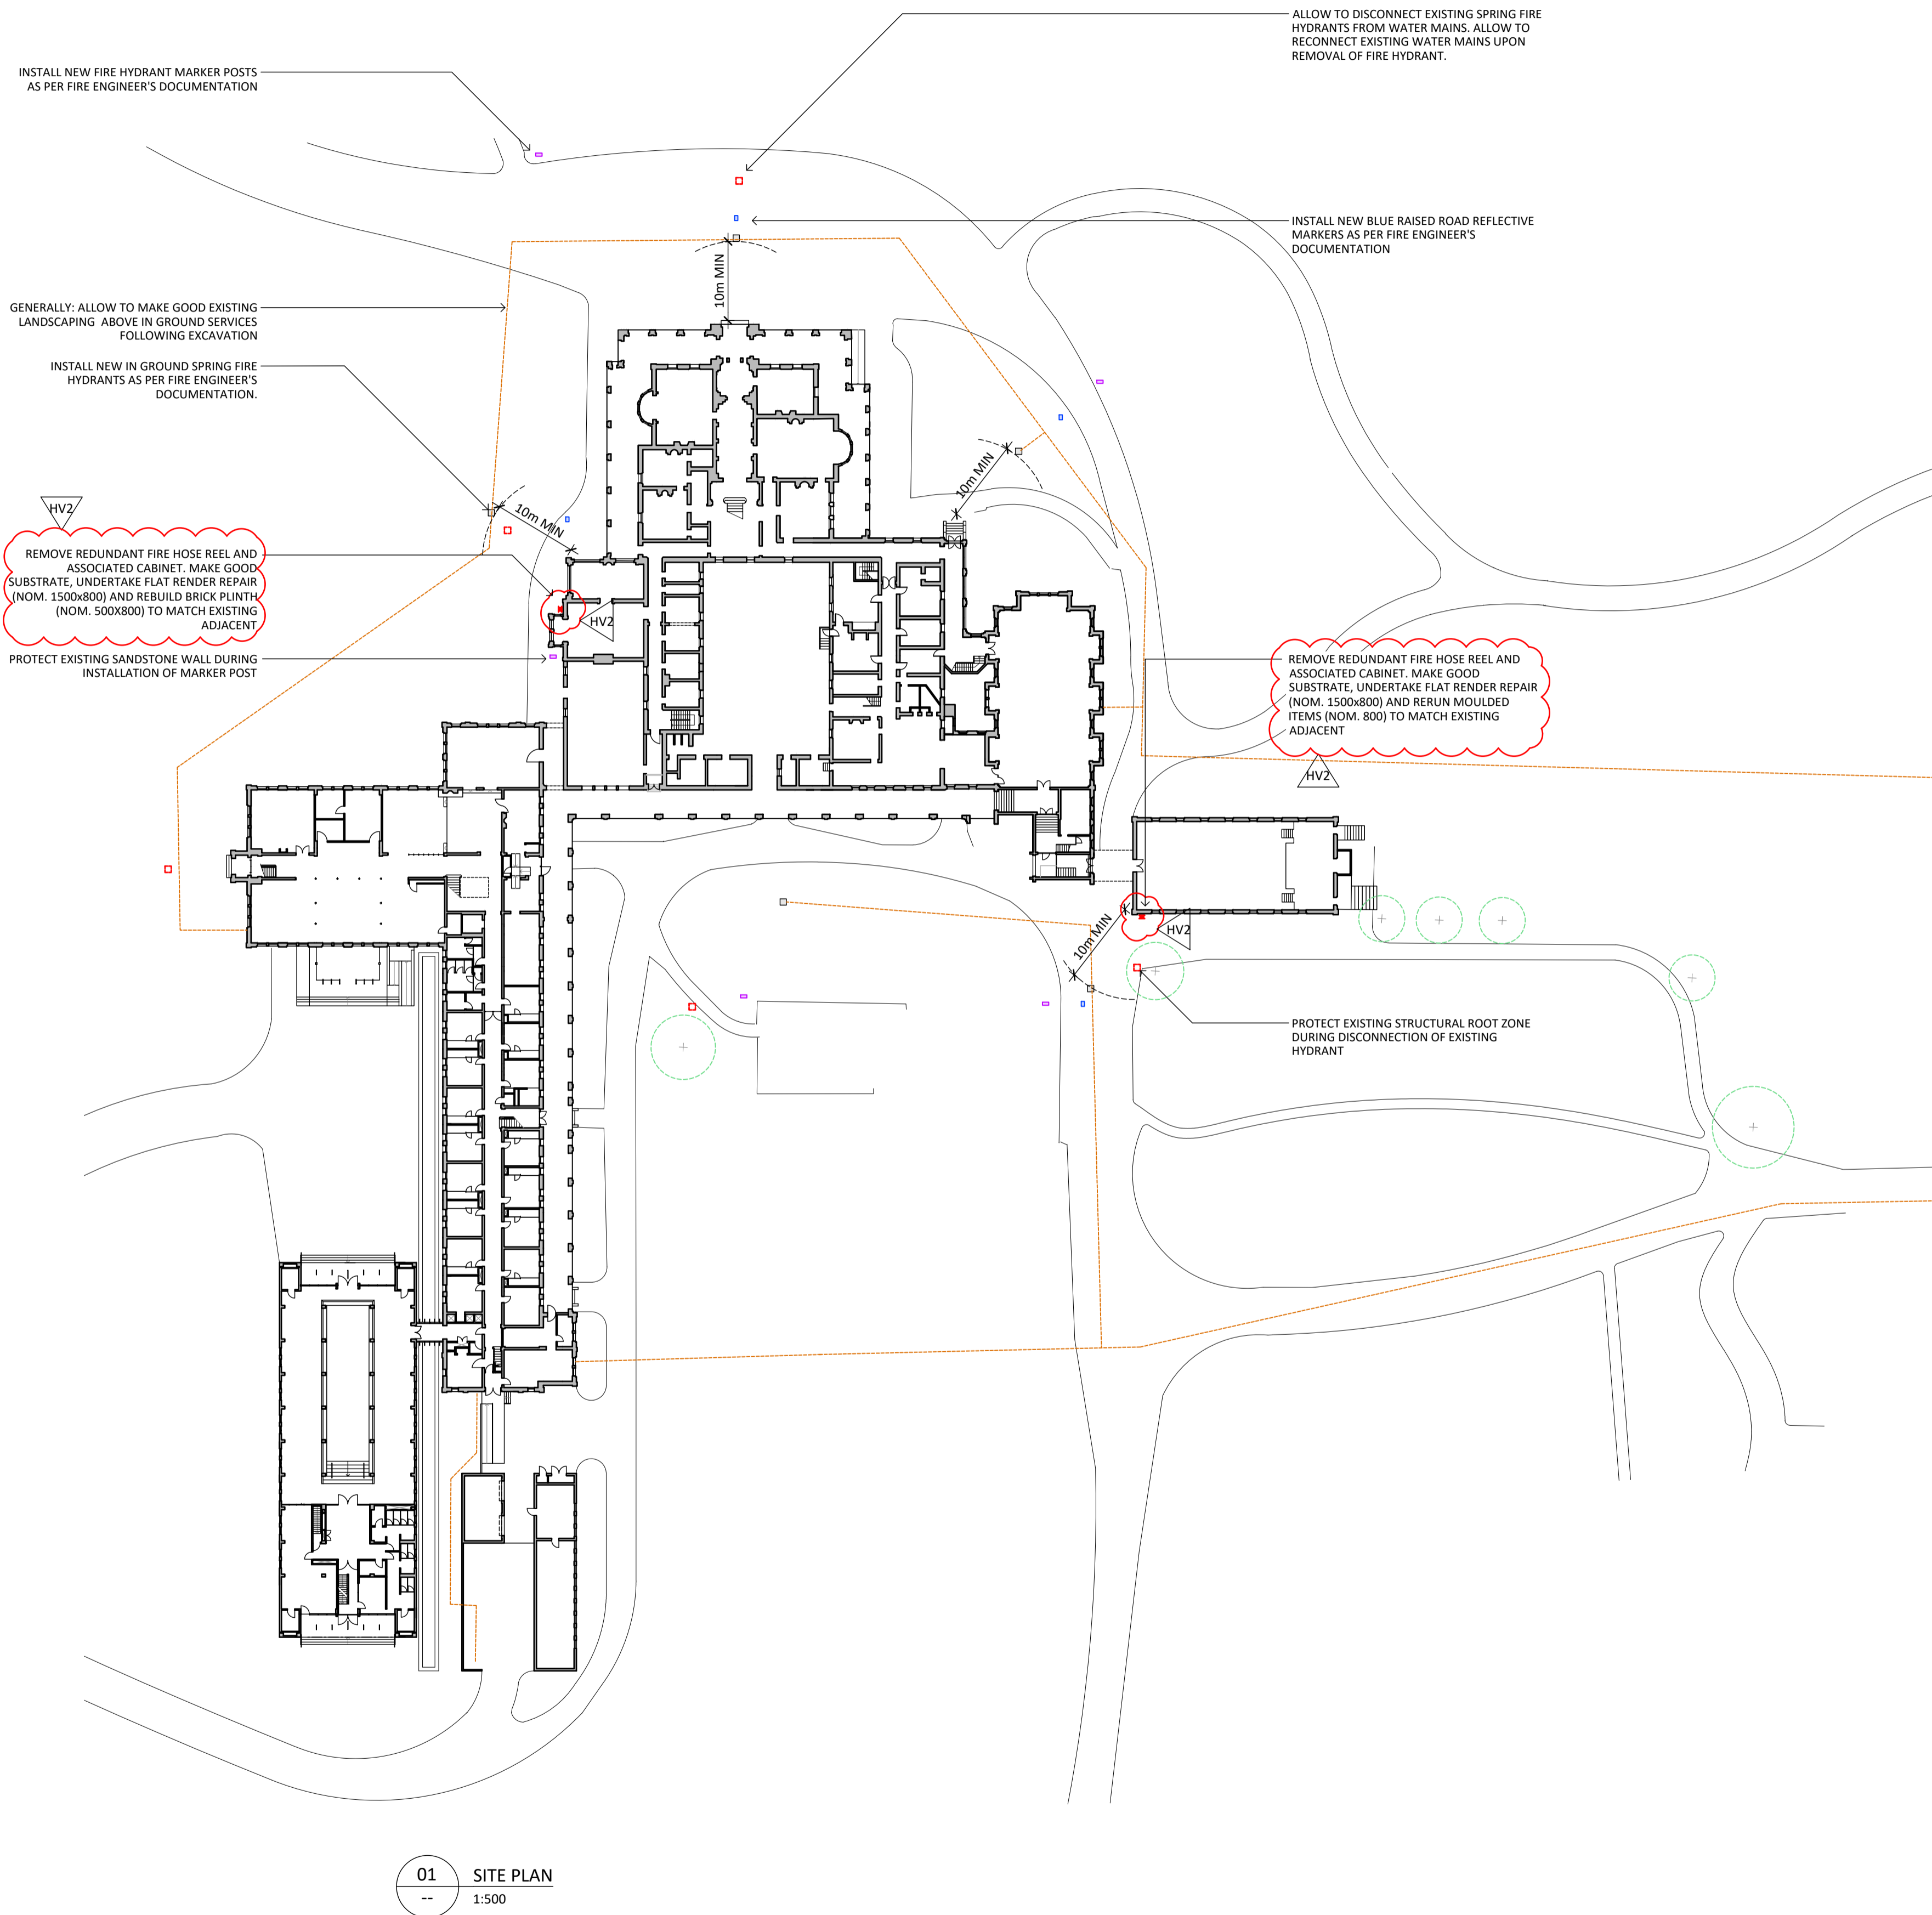 ALLOW TO DISCONNECT EXISTING SPRING FIRE
HYDRANTS FROM WATER MAINS. ALLOW TO
RECONNECT EXISTING WATER MAINS UPON
REMOVAL OF FIRE HYDRANT.
INSTALL NEW FIRE HYDRANT MARKER POSTS
AS PER FIRE ENGINEER'S DOCUMENTATION
INSTALL NEW BLUE RAISED ROAD REFLECTIVE
MARKERS AS PER FIRE ENGINEER'S
DOCUMENTATION
10m MIN
GENERALLY: ALLOW TO MAKE GOOD EXISTING
LANDSCAPING ABOVE IN GROUND SERVICES
FOLLOWING EXCAVATION
INSTALL NEW IN GROUND SPRING FIRE
HYDRANTS AS PER FIRE ENGINEER'S
DOCUMENTATION.
10m MIN
10m MIN
HV2
REMOVE REDUNDANT FIRE HOSE REEL AND
ASSOCIATED CABINET. MAKE GOOD
SUBSTRATE, UNDERTAKE FLAT RENDER REPAIR
(NOM. 1500x800) AND REBUILD BRICK PLINTH
(NOM. 500X800) TO MATCH EXISTING
ADJACENT
HV2
PROTECT EXISTING SANDSTONE WALL DURING
INSTALLATION OF MARKER POST
REMOVE REDUNDANT FIRE HOSE REEL AND
ASSOCIATED CABINET. MAKE GOOD
SUBSTRATE, UNDERTAKE FLAT RENDER REPAIR
(NOM. 1500x800) AND RERUN MOULDED
ITEMS (NOM. 800) TO MATCH EXISTING
ADJACENT
HV2
10m MIN
HV2
PROTECT EXISTING STRUCTURAL ROOT ZONE
DURING DISCONNECTION OF EXISTING
HYDRANT
01
--
SITE PLAN
1:500